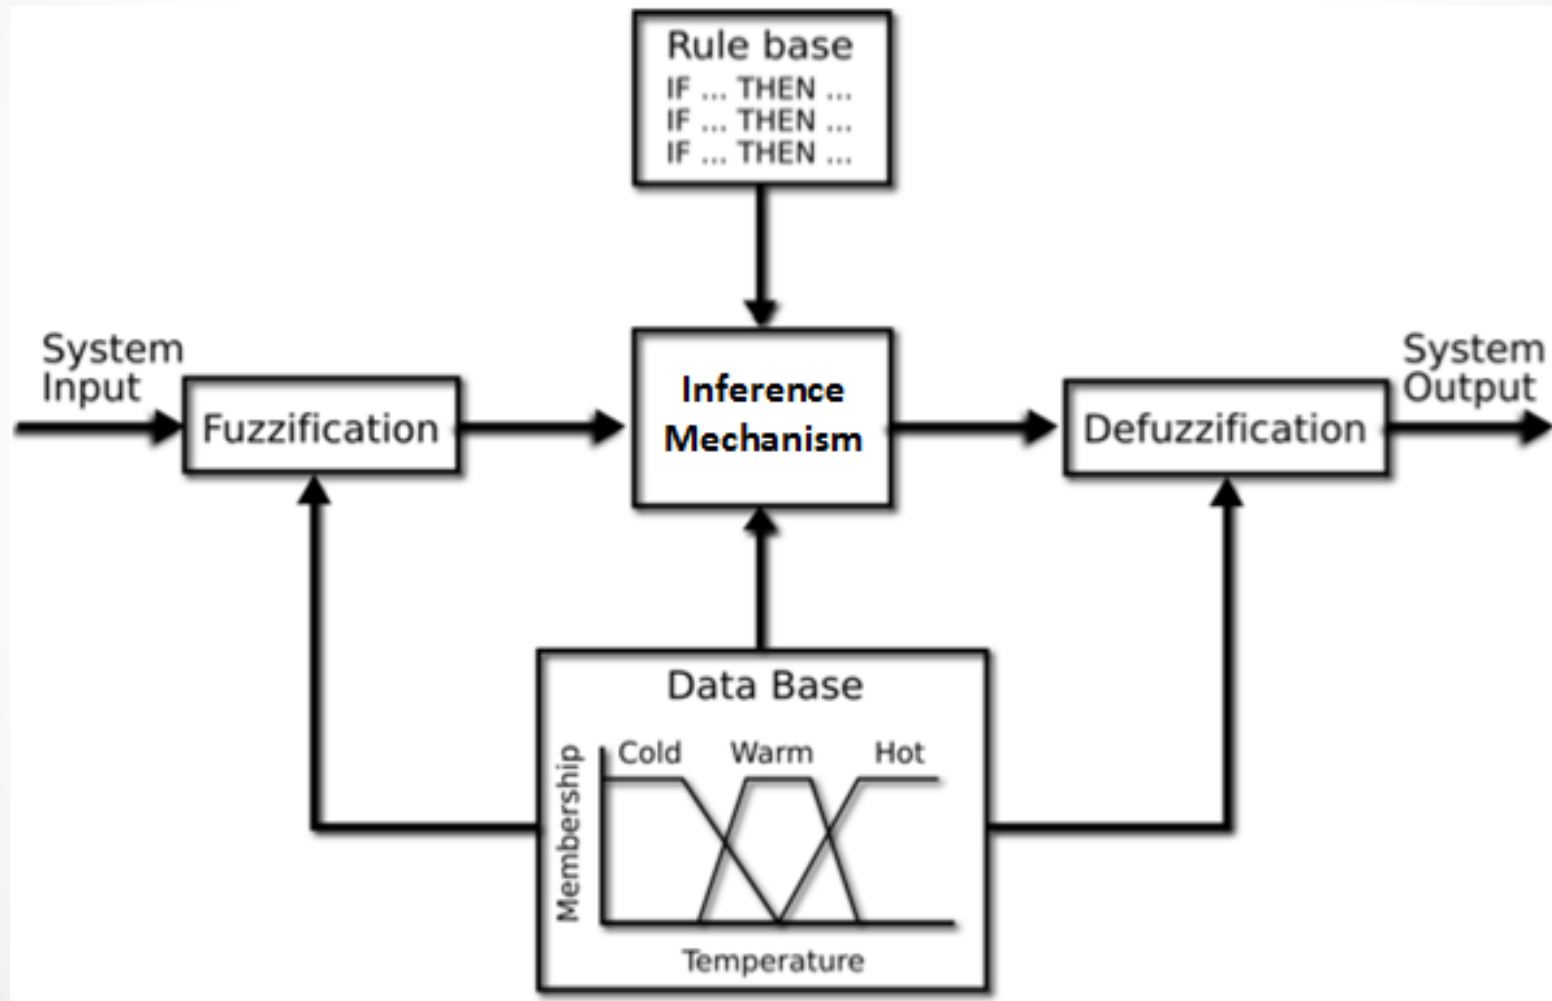 Rule base
IF ... THEN ...
IF ... THEN ...
IF ... THEN ...
System
Input
Fuzzification
Inference
Mechanism
Defuzzification
System
Output
Data Base
Cold Warm Hot
Membership
Temperature